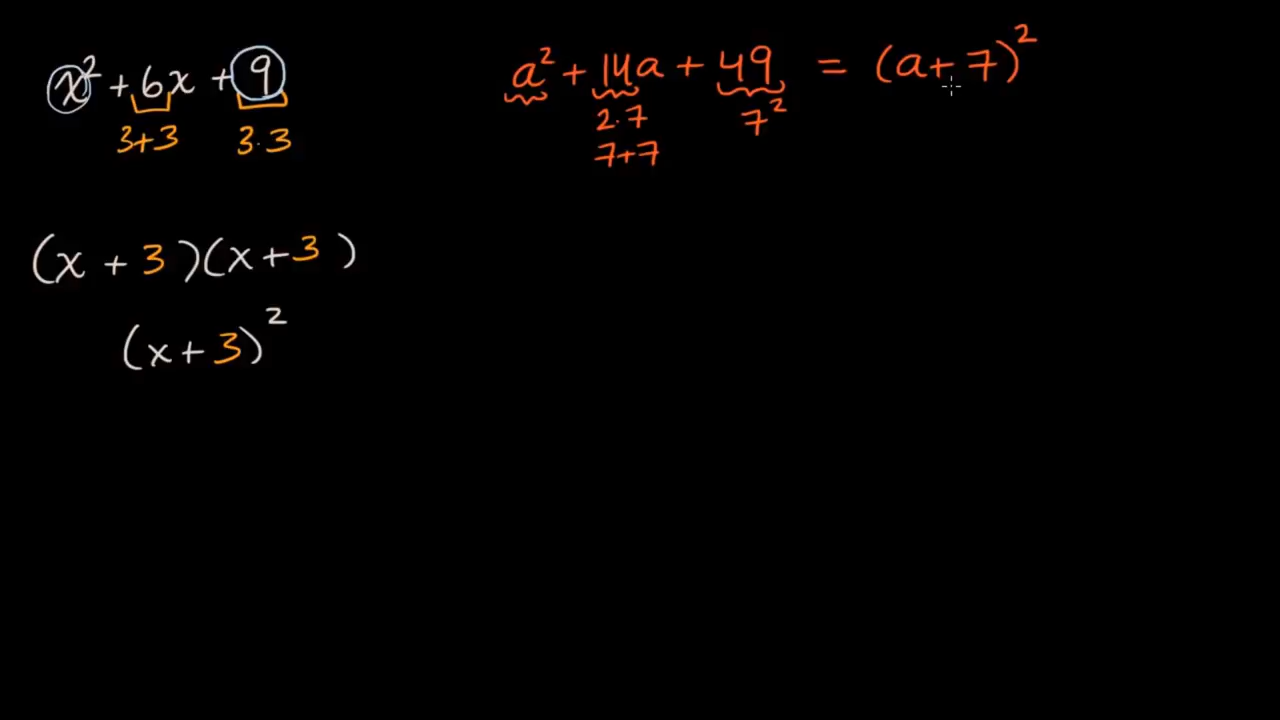 x² + 6x + 9
3+3 3·3
(x + 3)(x+3)
(x+3)²
a² + 14a + 49 = (a+7)²
2·7 7²
7+7